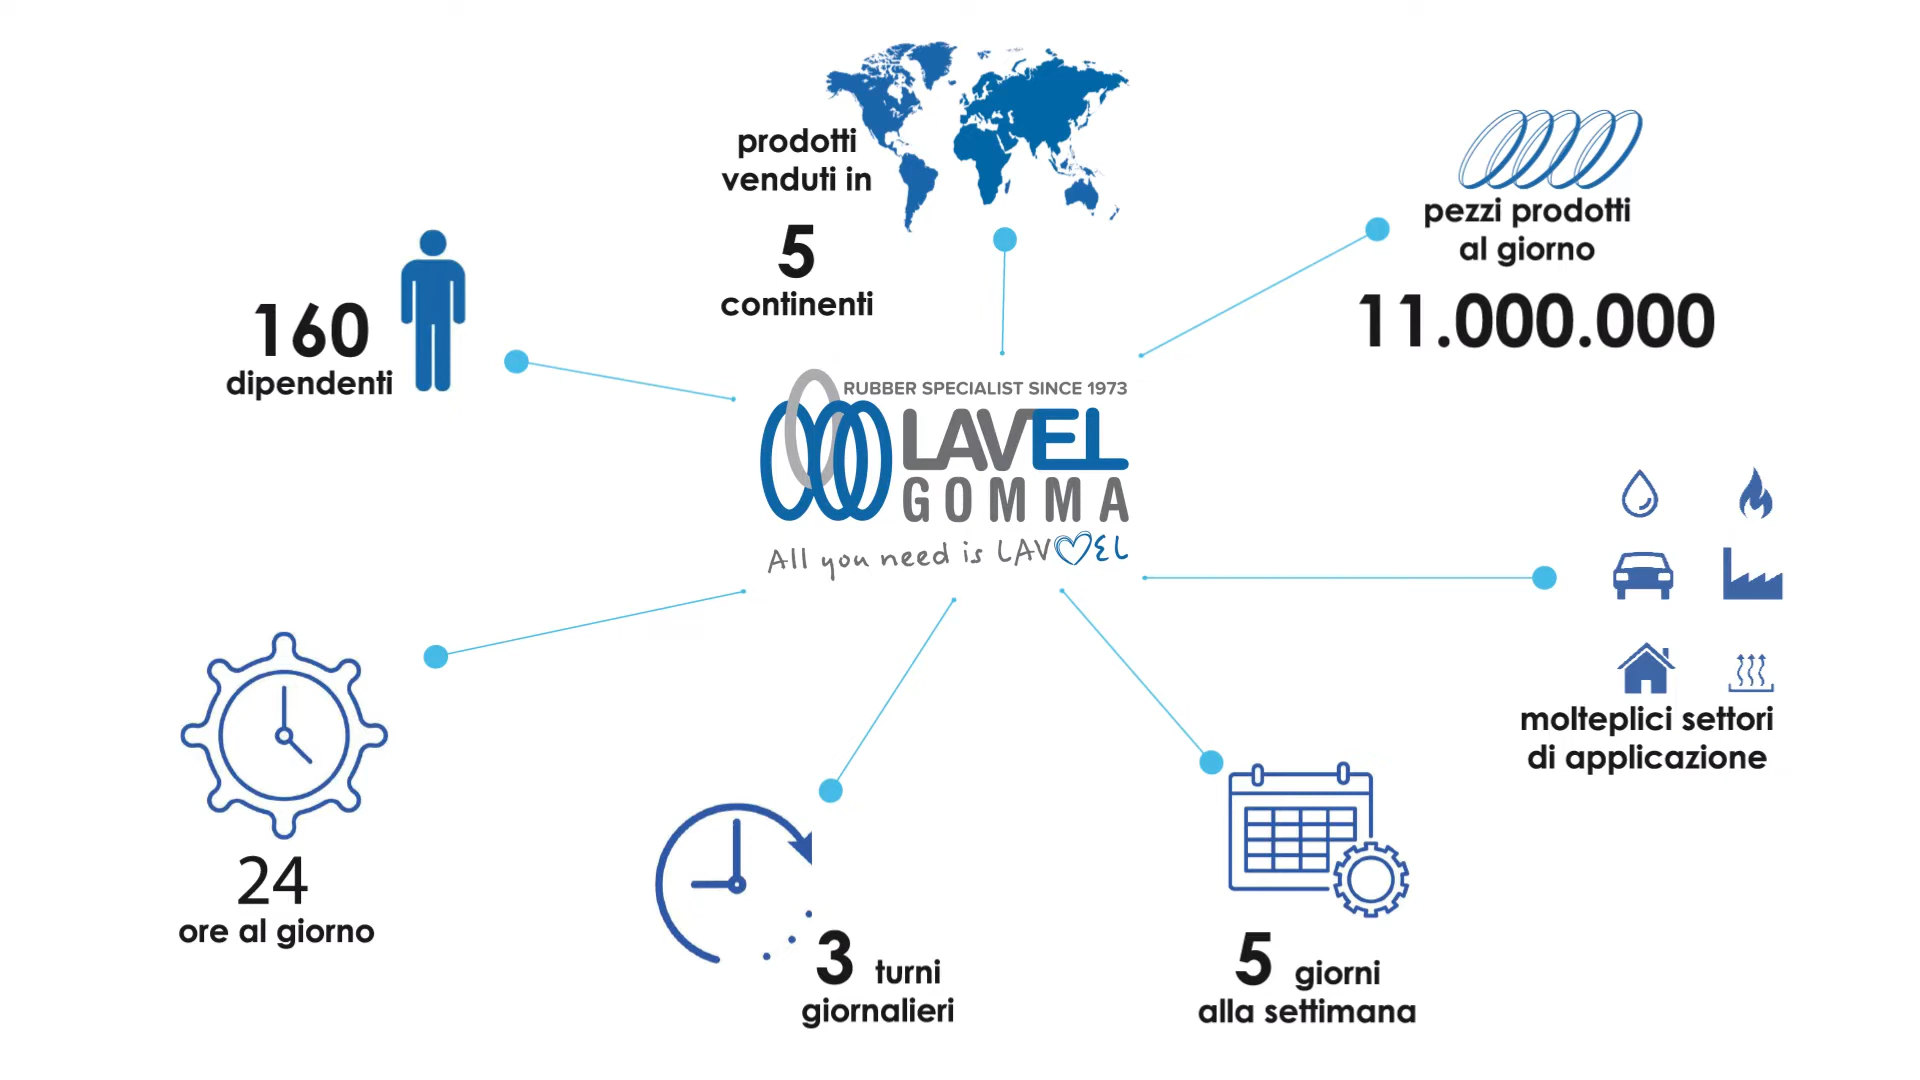 prodotti
venduti in
5
continenti
pezzi prodotti
al giorno
11.000.000
160
dipendenti
RUBBER SPECIALIST SINCE 1973
LAVEL
GOMMA
All you need is LAVEL
molteplici settori
di applicazione
24
ore al giorno
3 turni
giornalieri
5 giorni
alla settimana